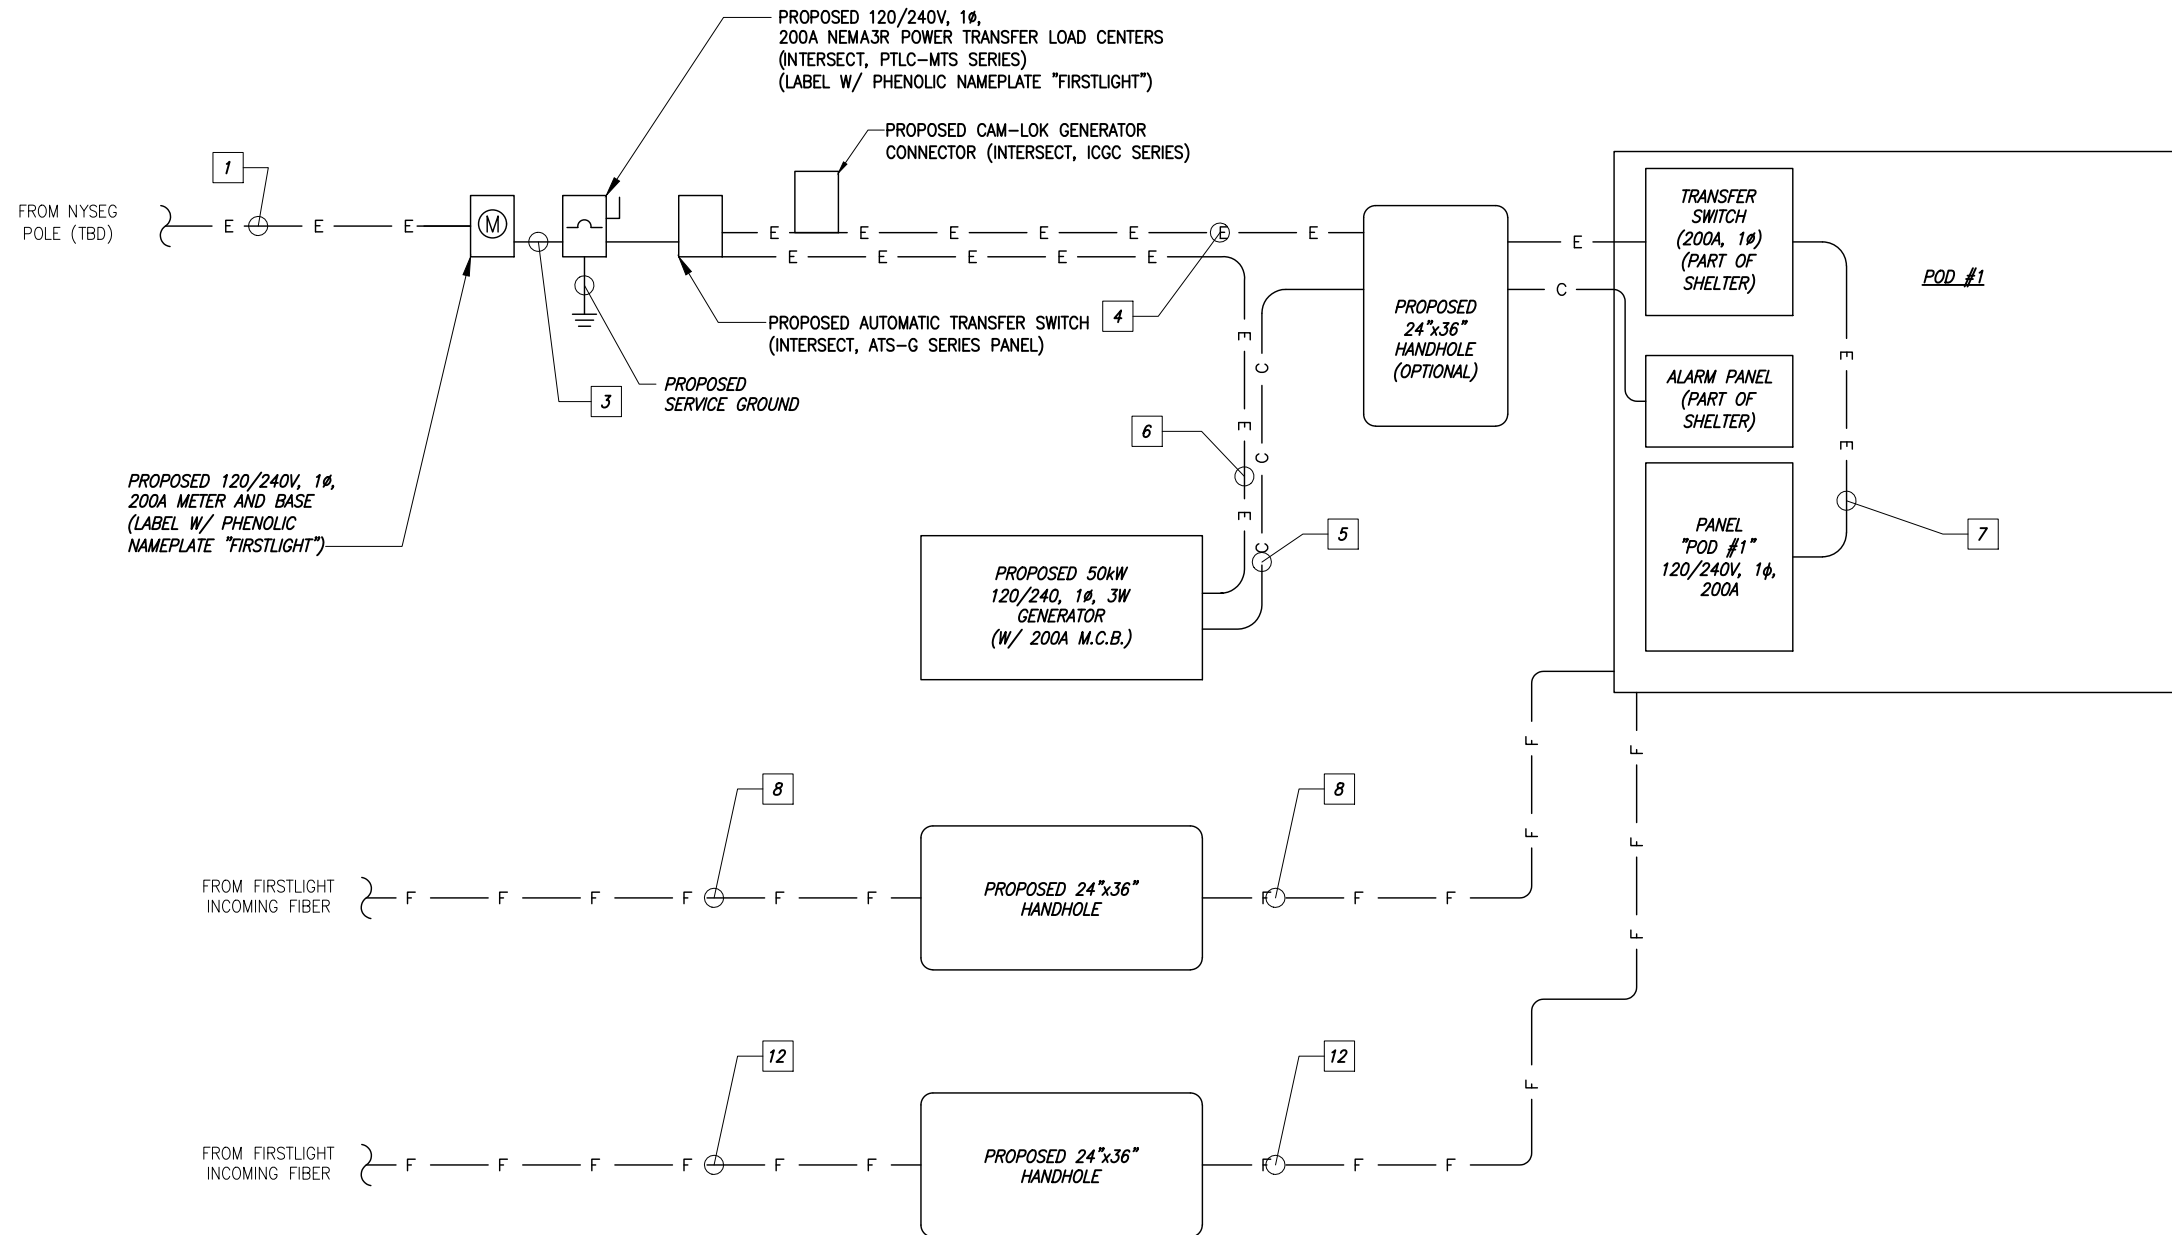 PROPOSED 120/240V, 1ø,
200A NEMA3R POWER TRANSFER LOAD CENTERS
(INTERSECT, PTLC-MTS SERIES)
(LABEL W/ PHENOLIC NAMEPLATE "FIRSTLIGHT")
PROPOSED CAM-LOK GENERATOR
CONNECTOR (INTERSECT, ICGC SERIES)
1
FROM NYSEG
POLE (TBD)
E E E
M
E E E E E E E
E E E E E
4
PROPOSED AUTOMATIC TRANSFER SWITCH
(INTERSECT, ATS-G SERIES PANEL)
PROPOSED
SERVICE GROUND
3
PROPOSED 120/240V, 1ø,
200A METER AND BASE
(LABEL W/ PHENOLIC
NAMEPLATE "FIRSTLIGHT")
PROPOSED
24"x36"
HANDHOLE
(OPTIONAL)
E
C
TRANSFER
SWITCH
(200A, 1ø)
(PART OF
SHELTER)
POD #1
ALARM PANEL
(PART OF
SHELTER)
PANEL
"POD #1"
120/240V, 1ϕ,
200A
E
E
7
E
E
E
C
C
C
6
5
PROPOSED 50kW
120/240, 1ø, 3W
GENERATOR
(W/ 200A M.C.B.)
8
8
FROM FIRSTLIGHT
INCOMING FIBER
F F F F F F
PROPOSED 24"x36"
HANDHOLE
F F F
F
F
F
F
F
12
12
FROM FIRSTLIGHT
INCOMING FIBER
F F F F F F
PROPOSED 24"x36"
HANDHOLE
F F F
F